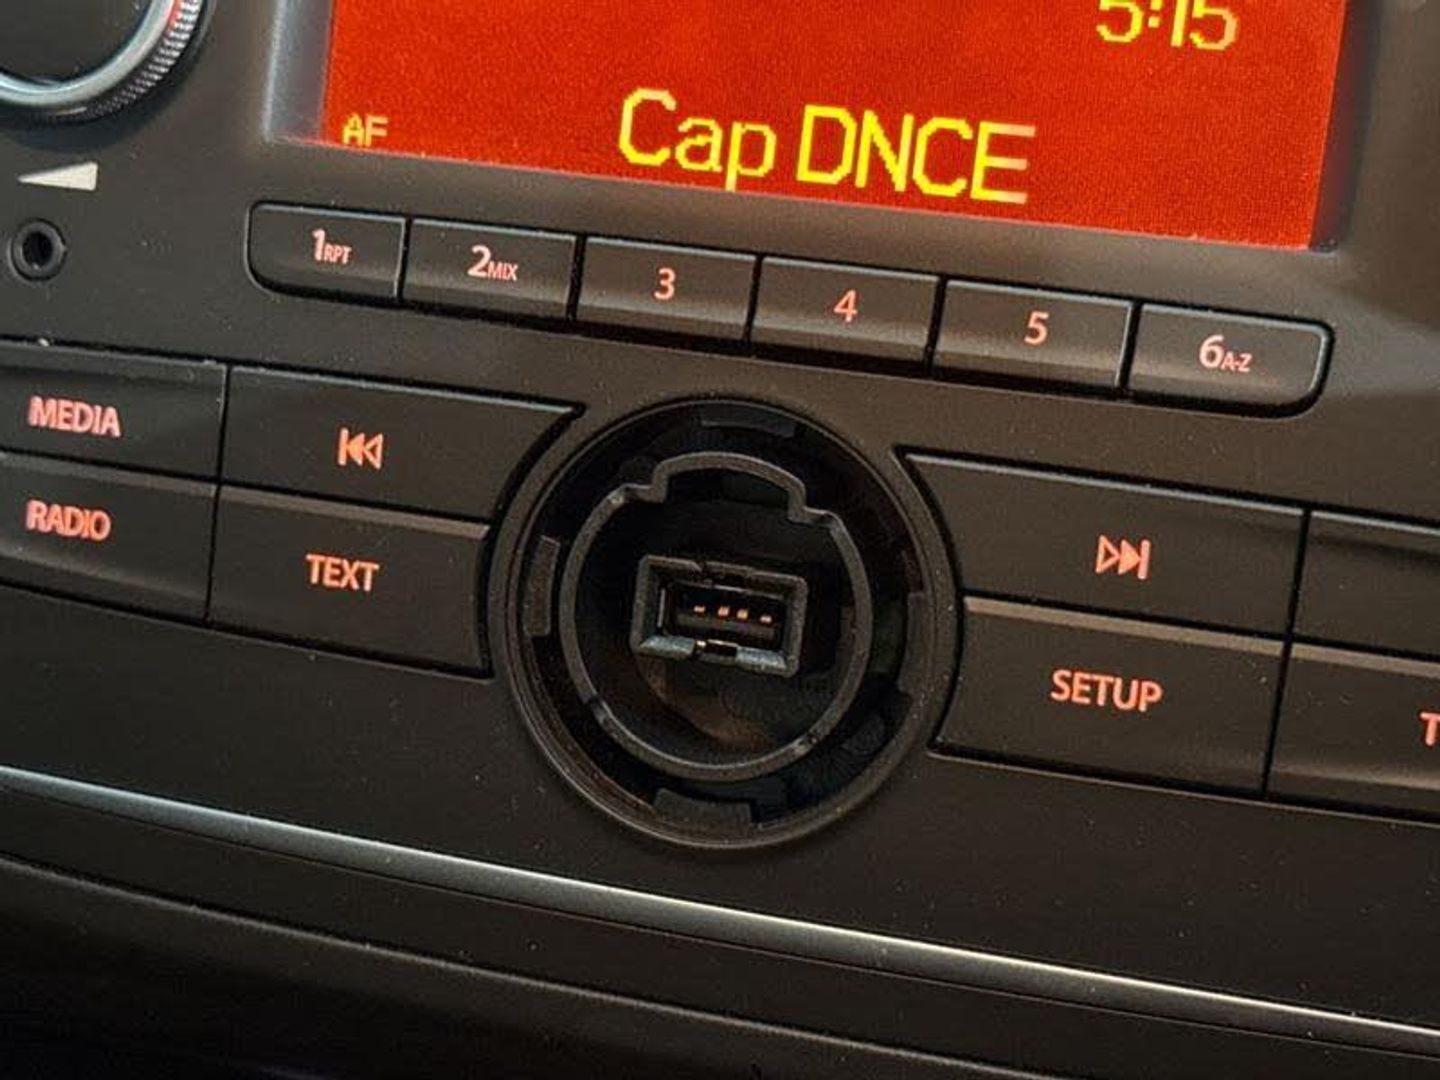 5:15
AF
Cap DNCE
1RPT
2MIX
3
4
5
6A-Z
MEDIA
RADIO
TEXT
SETUP